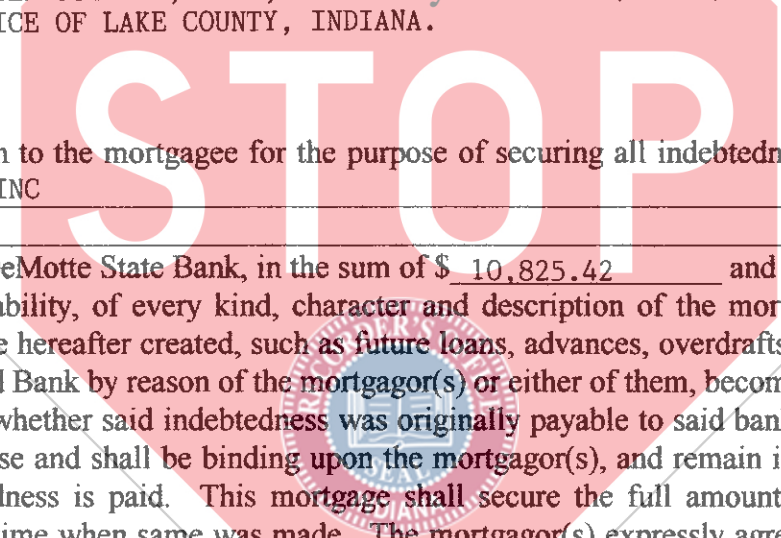 ICE OF LAKE COUNTY, INDIANA.
STOP
n to the mortgagee for the purpose of securing all indebtedn
INC
eMotte State Bank, in the sum of $ 10,825.42 and
ability, of every kind, character and description of the mor
e hereafter created, such as future loans, advances, overdrafts
l Bank by reason of the mortgagor(s) or either of them, becom
whether said indebtedness was originally payable to said ban
se and shall be binding upon the mortgagor(s), and remain i
dness is paid. This mortgage shall secure the full amount
ime when same was made. The mortgagor(s) expressly agre
RECORDER'S
SEAL
INDIANA